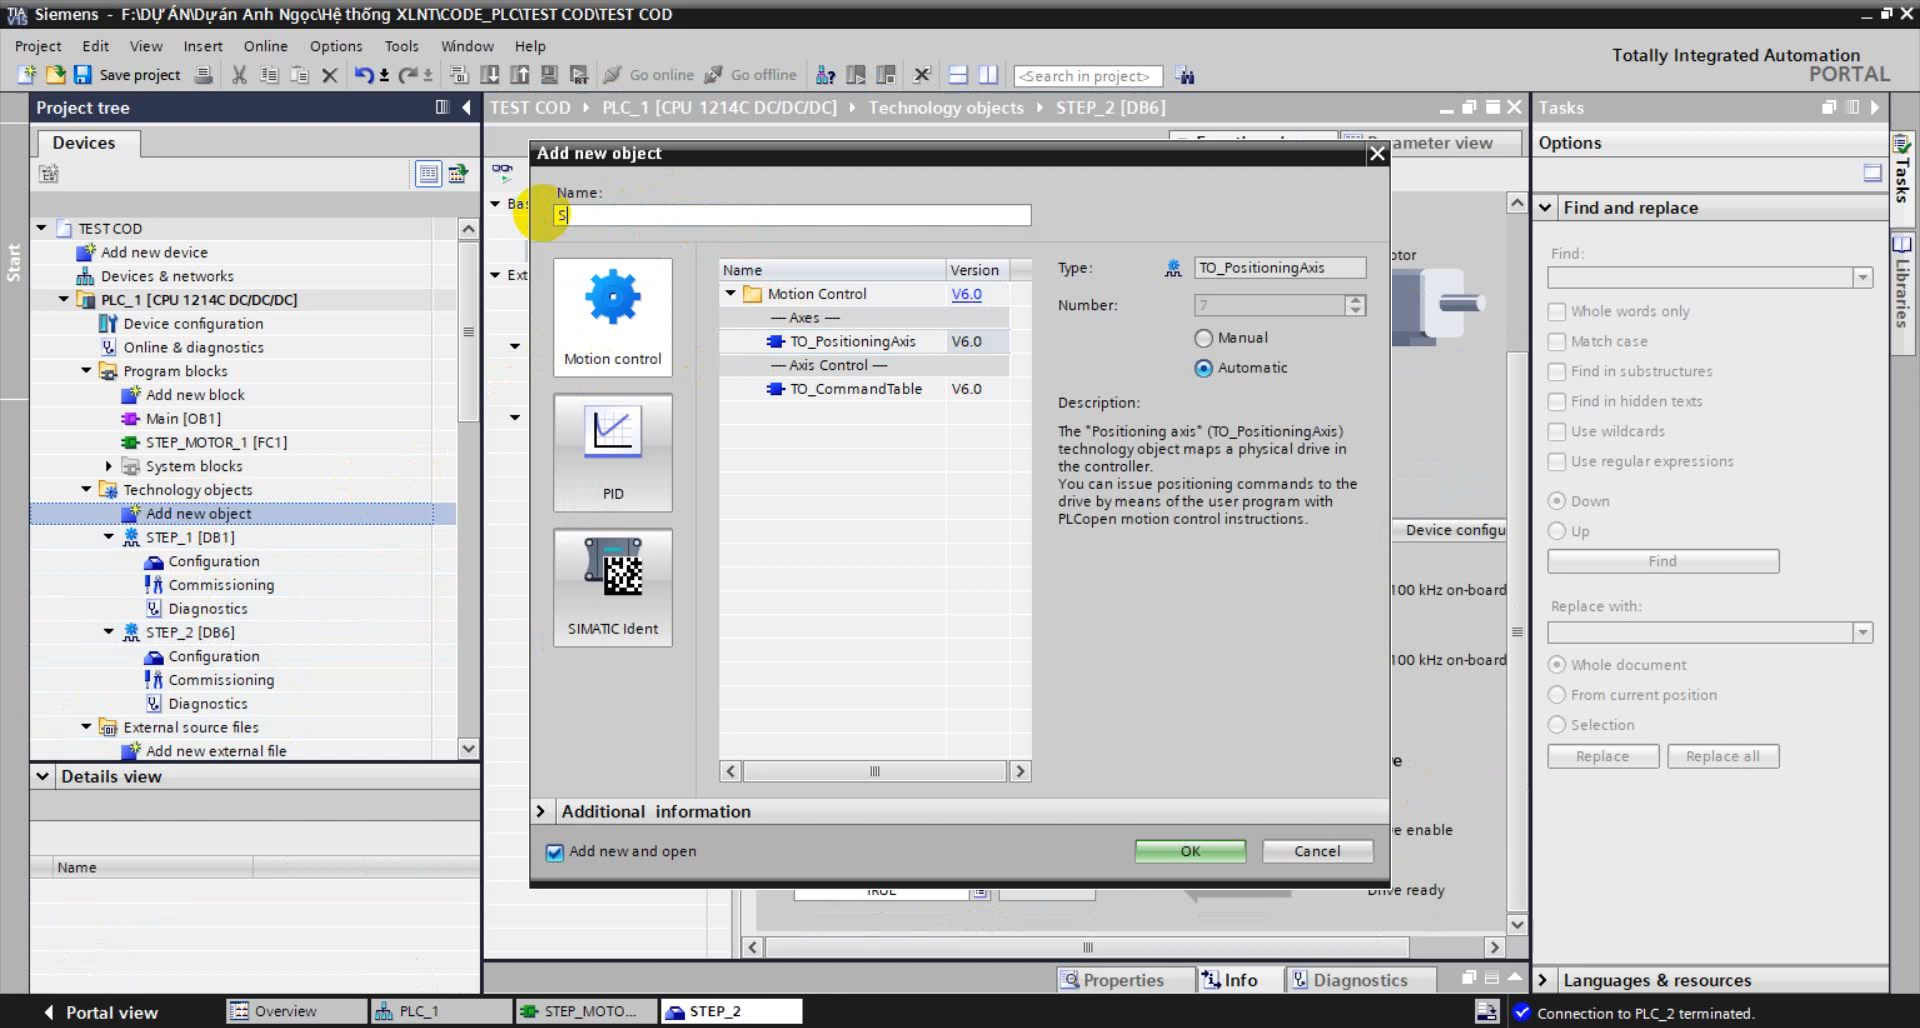 Siemens - F:\DỰ ÁN\Dự án Anh Ngọc\Hệ thống XLNT\CODE_PLC\TEST COD\TEST COD
Project Edit View Insert Online Options Tools Window Help
Totally Integrated Automation
PORTAL
Save project
Go online
Go offline
<Search in project>
Project tree
TEST COD PLC_1 [CPU 1214C DC/DC/DC] Technology objects STEP_2 [DB6]
Tasks
Devices
ameter view
Options
Start
TEST COD
Add new device
Devices & networks
PLC_1 [CPU 1214C DC/DC/DC]
Device configuration
Online & diagnostics
Program blocks
Add new block
Main [OB1]
STEP_MOTOR_1 [FC1]
System blocks
Technology objects
Add new object
STEP_1 [DB1]
Configuration
Commissioning
Diagnostics
STEP_2 [DB6]
Configuration
Commissioning
Diagnostics
External source files
Add new external file
Details view
Name
Bas
Ext
Add new object
Name:
S
Motion control
PID
SIMATIC Ident
Name Version
Motion Control V6.0
--- Axes ---
TO_PositioningAxis V6.0
--- Axis Control ---
TO_CommandTable V6.0
Type: TO_PositioningAxis
Number: 7
Manual
Automatic
Description:
The "Positioning axis" (TO_PositioningAxis)
technology object maps a physical drive in
the controller.
You can issue positioning commands to the
drive by means of the user program with
PLCopen motion control instructions.
Additional information
Add new and open
OK
Cancel
otor
Device configu
100 kHz on-board
100 kHz on-board
e
e enable
TRUE
Drive ready
Find and replace
Find:
Whole words only
Match case
Find in substructures
Find in hidden texts
Use wildcards
Use regular expressions
Down
Up
Find
Replace with:
Whole document
From current position
Selection
Replace
Replace all
Languages & resources
Tasks
Libraries
Properties
Info
Diagnostics
Portal view
Overview
PLC_1
STEP_MOTO...
STEP_2
Connection to PLC_2 terminated.